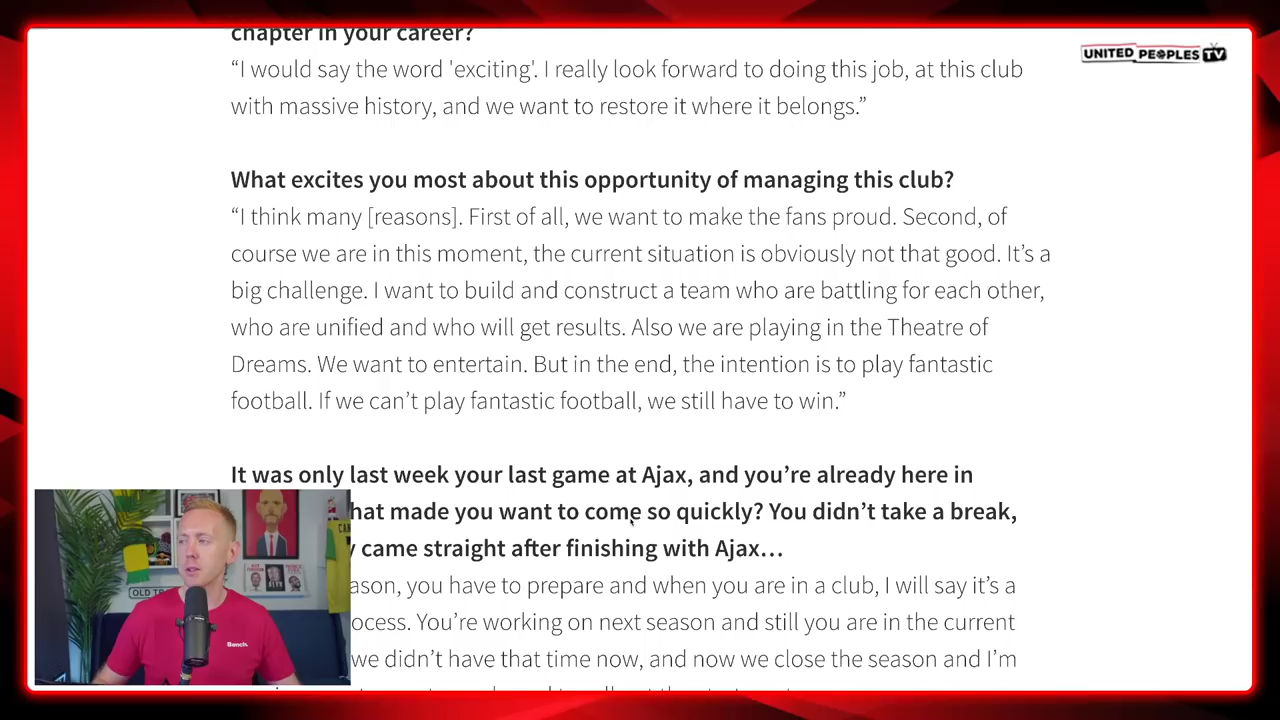 chapter in your career?
UNITED PEOPLES TV
“I would say the word 'exciting'. I really look forward to doing this job, at this club
with massive history, and we want to restore it where it belongs.”
What excites you most about this opportunity of managing this club?
“I think many [reasons]. First of all, we want to make the fans proud. Second, of
course we are in this moment, the current situation is obviously not that good. It’s a
big challenge. I want to build and construct a team who are battling for each other,
who are unified and who will get results. Also we are playing in the Theatre of
Dreams. We want to entertain. But in the end, the intention is to play fantastic
football. If we can’t play fantastic football, we still have to win.”
It was only last week your last game at Ajax, and you’re already here in
hat made you want to come so quickly? You didn’t take a break,
y came straight after finishing with Ajax…
ason, you have to prepare and when you are in a club, I will say it’s a
ocess. You’re working on next season and still you are in the current
we didn’t have that time now, and now we close the season and I’m
OLD TR
Bench.